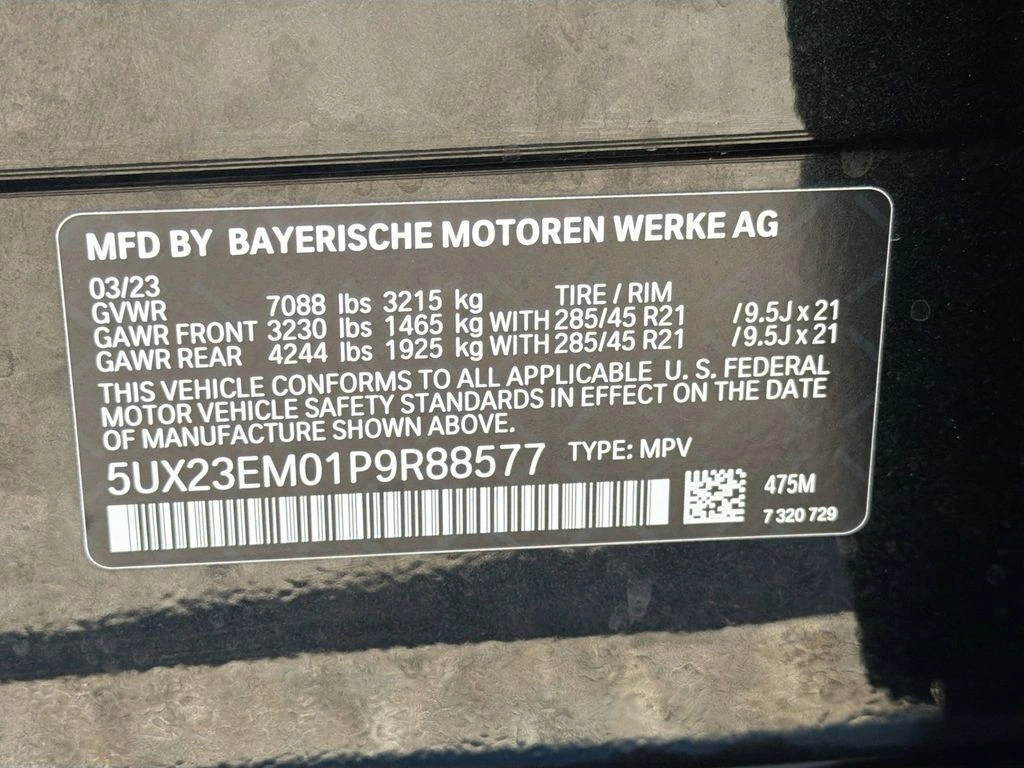 MFD BY BAYERISCHE MOTOREN WERKE AG
03/23
GVWR 7088 lbs 3215 kg TIRE / RIM
GAWR FRONT 3230 lbs 1465 kg WITH 285/45 R21 /9.5J x 21
GAWR REAR 4244 lbs 1925 kg WITH 285/45 R21 /9.5J x 21
THIS VEHICLE CONFORMS TO ALL APPLICABLE U. S. FEDERAL
MOTOR VEHICLE SAFETY STANDARDS IN EFFECT ON THE DATE
OF MANUFACTURE SHOWN ABOVE.
5UX23EM01P9R88577 TYPE: MPV
475M
7 320 729